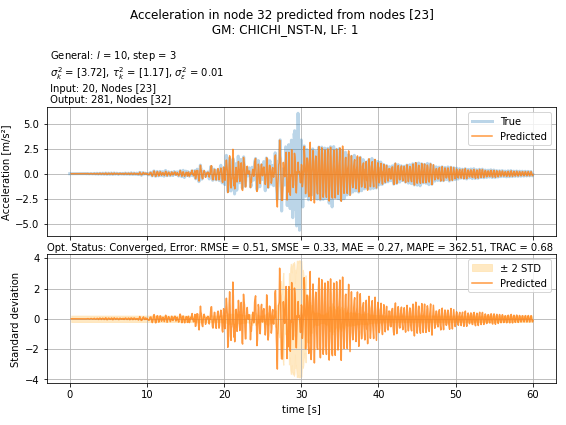 Acceleration in node 32 predicted from nodes [23]
GM: CHICHI_NST-N, LF: 1
General: l = 10, step = 3
σ²ₖ = [3.72], τ²ₖ = [1.17], σ²ε = 0.01
Input: 20, Nodes [23]
Output: 281, Nodes [32]
Acceleration [m/s²]
5.0
2.5
0.0
−2.5
−5.0
True
Predicted
Opt. Status: Converged, Error: RMSE = 0.51, SMSE = 0.33, MAE = 0.27, MAPE = 362.51, TRAC = 0.68
Standard deviation
4
2
0
−2
−4
± 2 STD
Predicted
0 10 20 30 40 50 60
time [s]